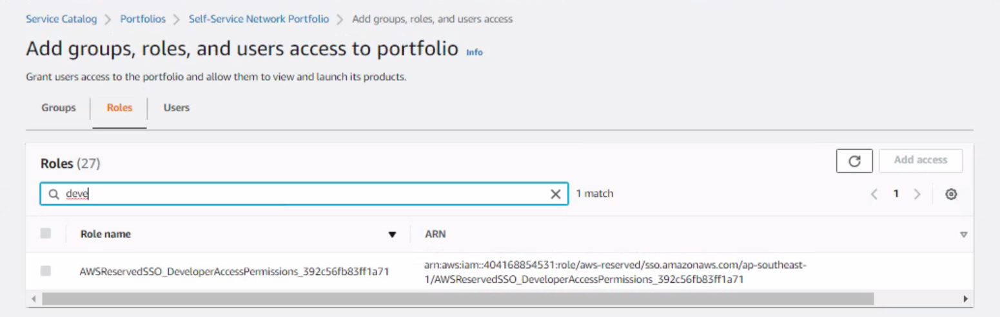 Service Catalog > Portfolios > Self-Service Network Portfolio > Add groups, roles, and users access
Add groups, roles, and users access to portfolio Info
Grant users access to the portfolio and allow them to view and launch its products.
Groups Roles Users
Roles (27) Add access
deve 1 match 1
Role name ARN
AWSReservedSSO_DeveloperAccessPermissions_392c56fb83ff1a71 arn:aws:iam::404168854531:role/aws-reserved/sso.amazonaws.com/ap-southeast-
1/AWSReservedSSO_DeveloperAccessPermissions_392c56fb83ff1a71